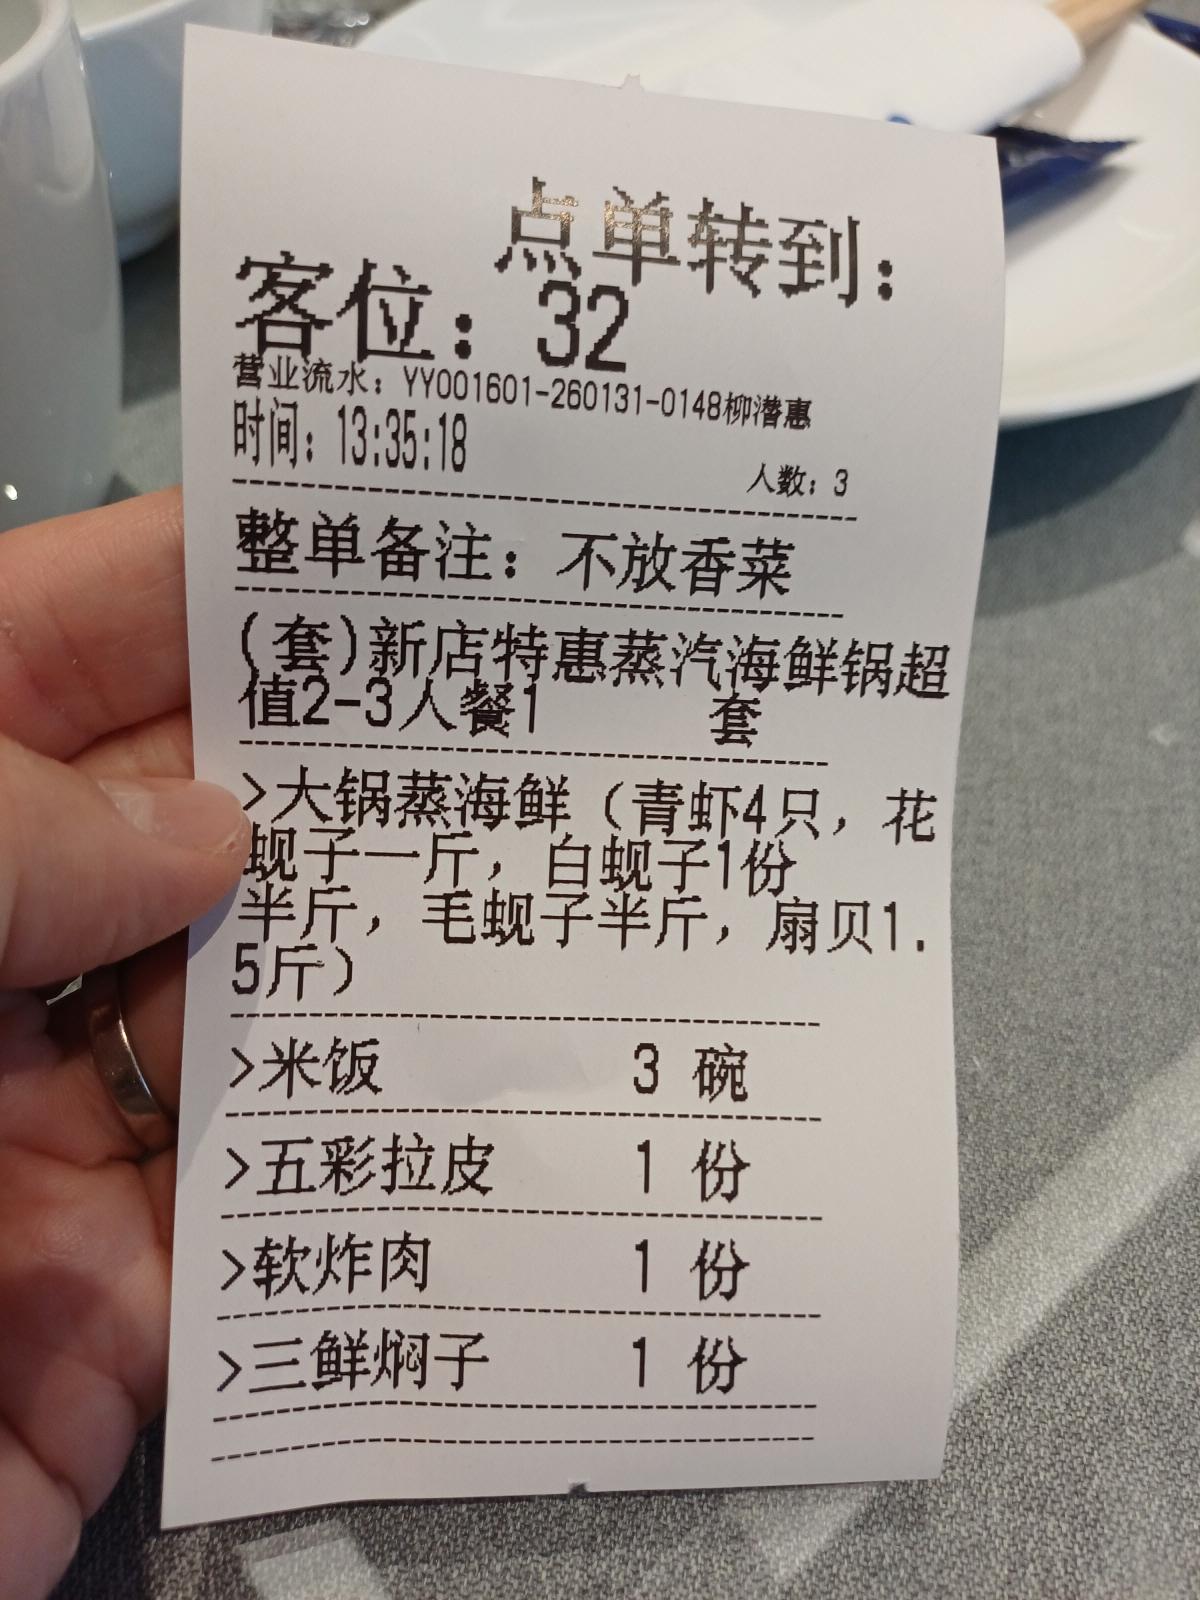 点单转到：
客位：32
营业流水：YY001601-260131-0148柳潜惠
时间：13:35:18
人数：3
整单备注：不放香菜
(套)新店特惠蒸汽海鲜锅超
值2-3人餐1 套
>大锅蒸海鲜（青虾4只，花
蚬子一斤，白蚬子1份
半斤，毛蚬子半斤，扇贝1.
5斤）
>米饭 3 碗
>五彩拉皮 1 份
>软炸肉 1 份
>三鲜焖子 1 份